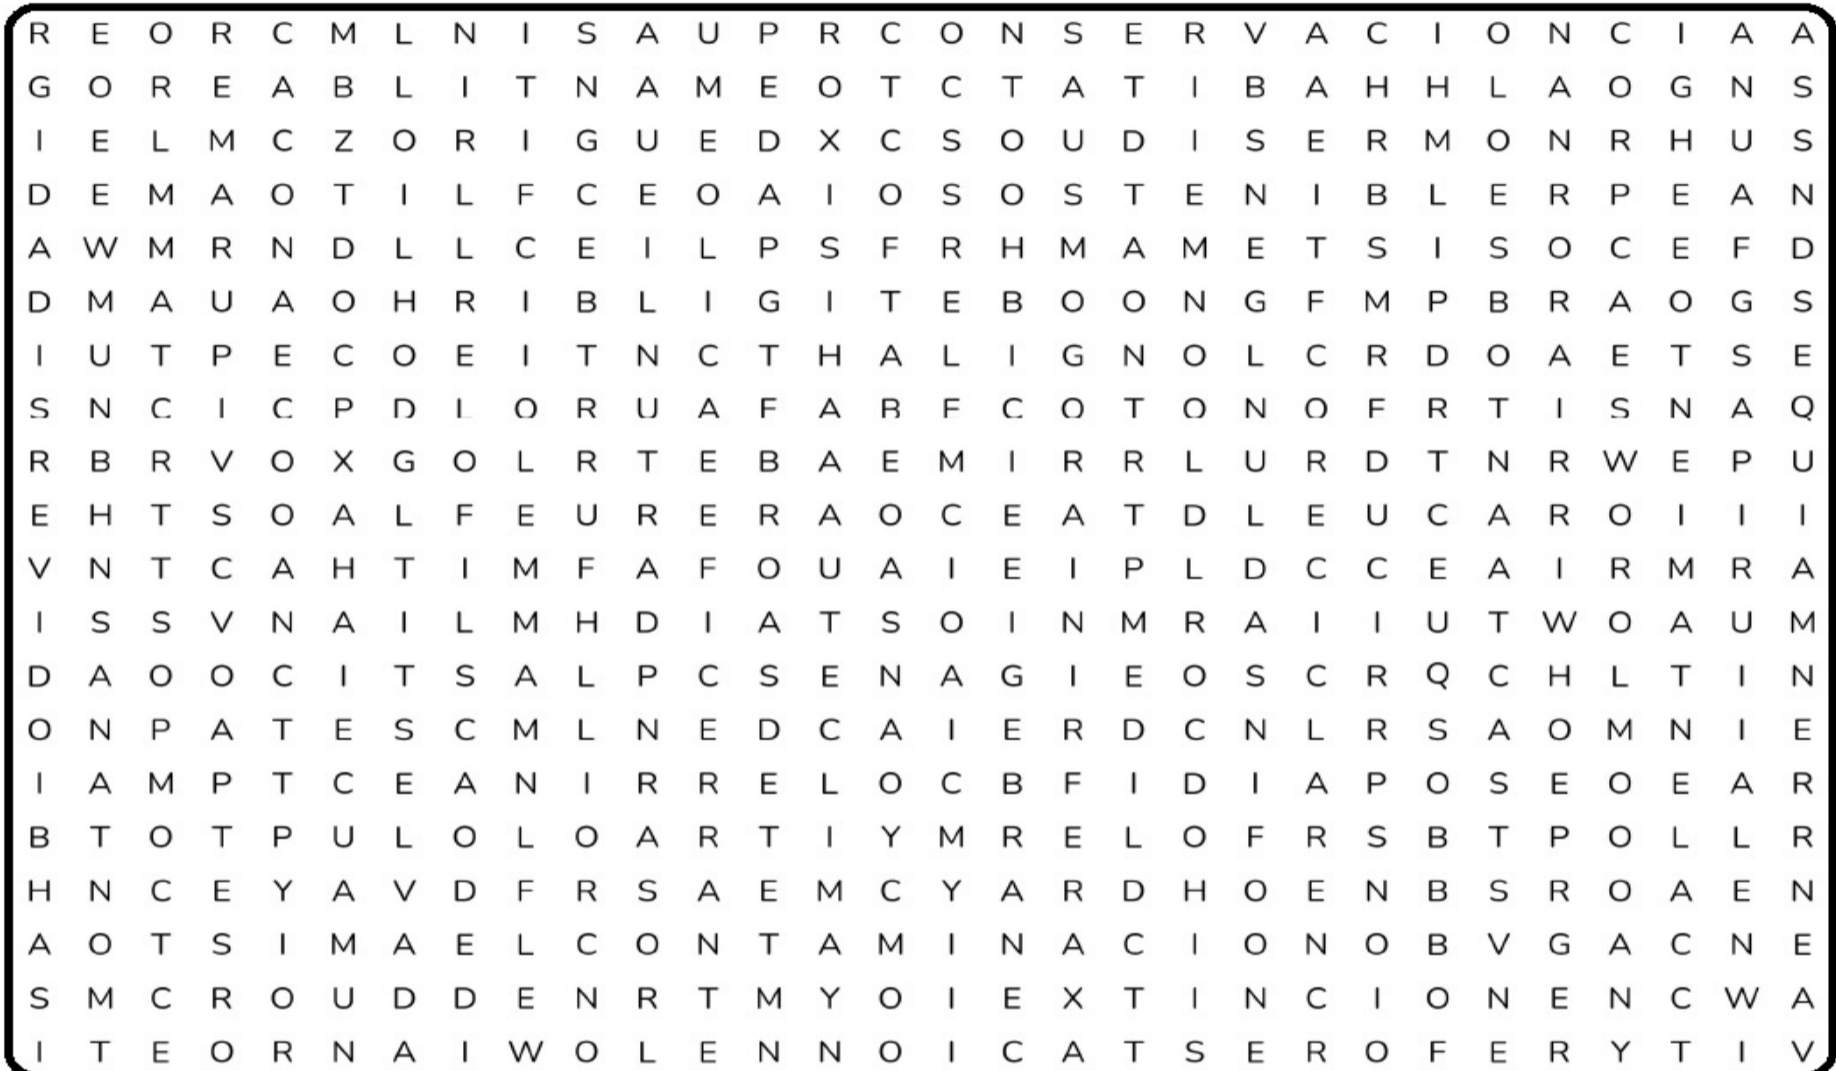 R E O R C M L N I S A U P R C O N S E R V A C I O N C I A A
G O R E A B L I T N A M E O T C T A T I B A H H L A O G N S
I E L M C Z O R I G U E D X C S O U D I S E R M O N R H U S
D E M A O T I L F C E O A I O S O S T E N I B L E R P E A N
A W M R N D L L C E I L P S F R H M A M E T S I S O C E F D
D M A U A O H R I B L I G I T E B O O N G F M P B R A O G S
I U T P E C O E I T N C T H A L I G N O L C R D O A E T S E
S N C I C P D L O R U A F A B F C O T O N O F R T I S N A Q
R B R V O X G O L R T E B A E M I R R L U R D T N R W E P U
E H T S O A L F E U R E R A O C E A T D L E U C A R O I I I
V N T C A H T I M F A F O U A I E I P L D C C E A I R M R A
I S S V N A I L M H D I A T S O I N M R A I I U T W O A U M
D A O O C I T S A L P C S E N A G I E O S C R Q C H L T I N
O N P A T E S C M L N E D C A I E R D C N L R S A O M N I E
I A M P T C E A N I R R E L O C B F I D I A P O S E O E A R
B T O T P U L O L O A R T I Y M R E L O F R S B T P O L L R
H N C E Y A V D F R S A E M C Y A R D H O E N B S R O A E N
A O T S I M A E L C O N T A M I N A C I O N O B V G A C N E
S M C R O U D D E N R T M Y O I E X T I N C I O N E N C W A
I T E O R N A I W O L E N N O I C A T S E R O F E R Y T I V